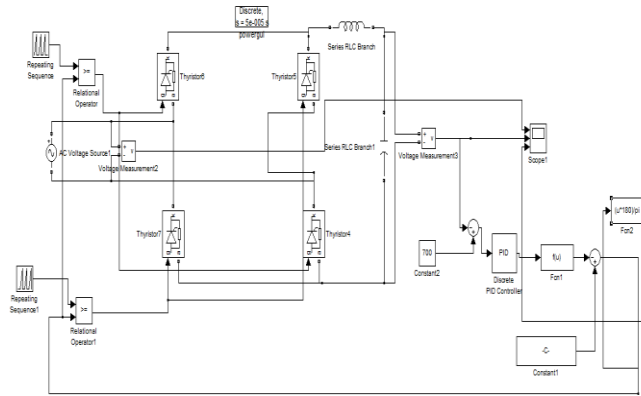 Discrete,
s = 5e-005 s
powergui
Repeating
Sequence
>=
Relational
Operator
Thyristor6
Thyristor5
Series RLC Branch
AC Voltage Source1
+
-
v
Voltage Measurement2
Series RLC Branch1
+
-
v
Voltage Measurement3
Scope1
(u*180)/pi
Fcn2
Thyristor7
Thyristor4
700
Constant2
PID
Discrete
PID Controller
f(u)
Fcn1
Repeating
Sequence1
>=
Relational
Operator1
-C-
Constant1